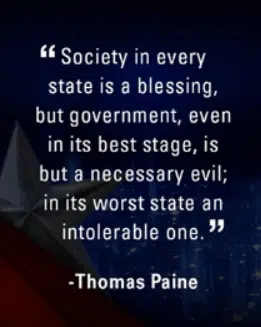 “Society in every
state is a blessing,
but government, even
in its best stage, is
but a necessary evil;
in its worst state an
intolerable one.”
-Thomas Paine